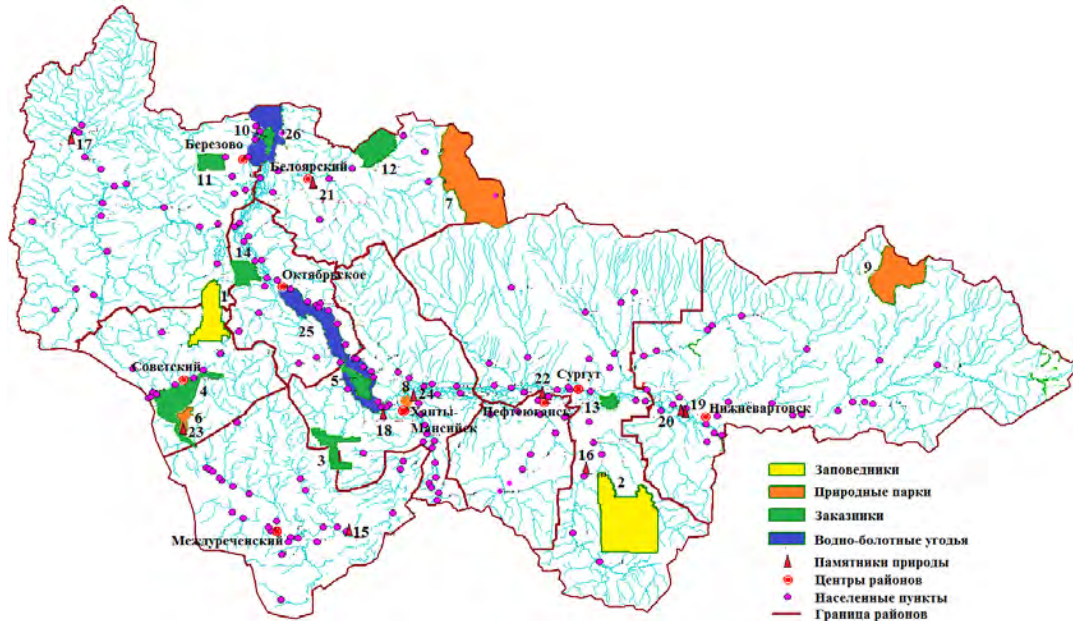 10
26
Березово
17
Белоярский
12
11
21
7
14
9
Октябрьское
1
25
Советский
5
4
8
24
22
Сургут
Нефтеюганск
13
Ханты-
Мансийск
19
Нижневартовск
20
6
18
23
3
16
2
Междуреченский
15
Заповедники
Природные парки
Заказники
Водно-болотные угодья
Памятники природы
Центры районов
Населенные пункты
Граница районов